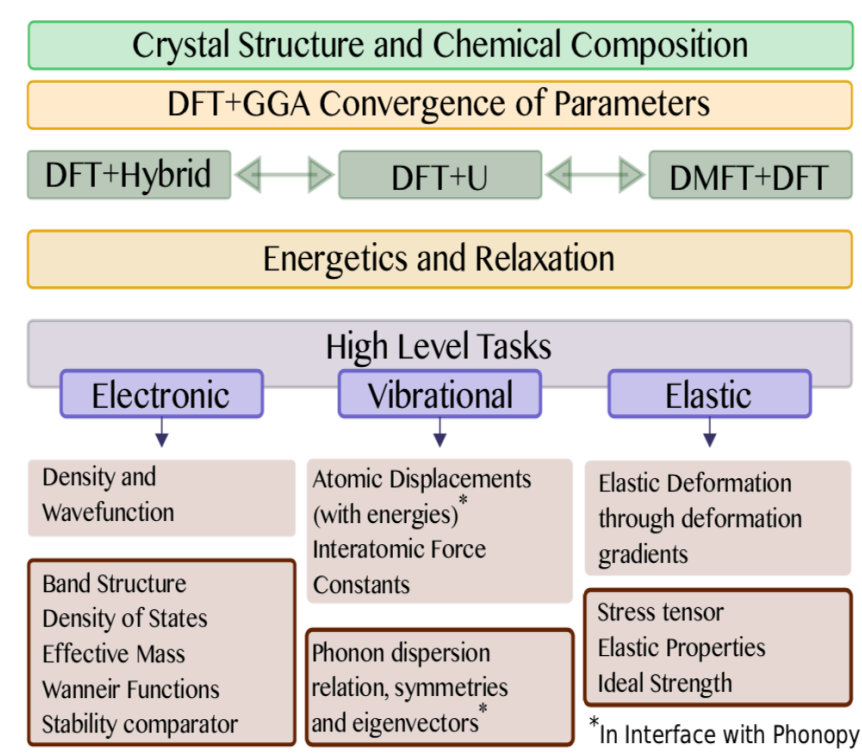 Crystal Structure and Chemical Composition
DFT+GGA Convergence of Parameters
DFT+Hybrid
DFT+U
DMFT+DFT
Energetics and Relaxation
High Level Tasks
Electronic
Vibrational
Elastic
Density and
Wavefunction
Band Structure
Density of States
Effective Mass
Wanneir Functions
Stability comparator
Atomic Displacements
(with energies)*
Interatomic Force
Constants
Phonon dispersion
relation, symmetries
and eigenvectors*
Elastic Deformation
through deformation
gradients
Stress tensor
Elastic Properties
Ideal Strength
*In Interface with Phonopy